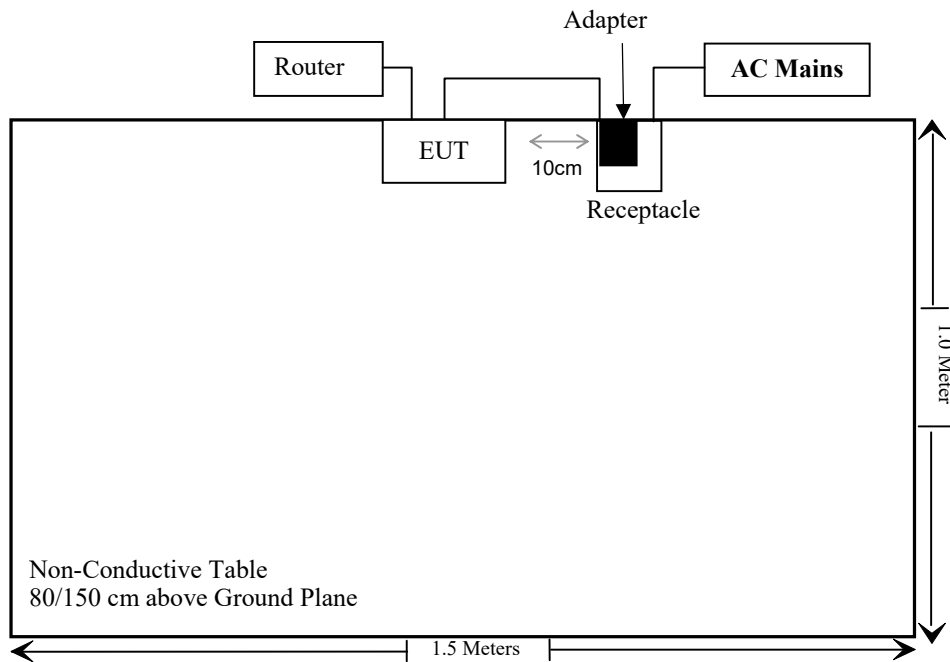 Adapter
Router
AC Mains
EUT
10cm
Receptacle
1.0 Meter
Non-Conductive Table
80/150 cm above Ground Plane
1.5 Meters